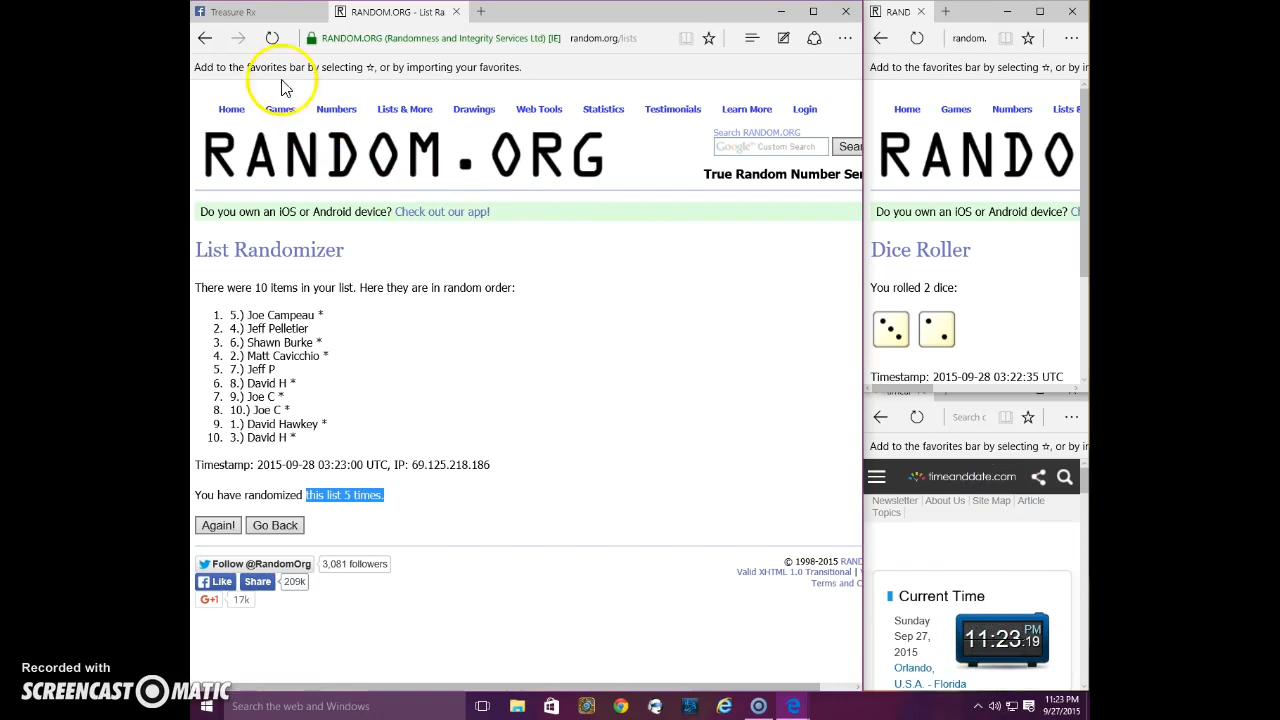 Treasure Rx
RANDOM.ORG - List Ra
RANDOM.ORG (Randomness and Integrity Services Ltd) [IE] random.org/lists
Add to the favorites bar by selecting ☆, or by importing your favorites.
Home Games Numbers Lists & More Drawings Web Tools Statistics Testimonials Learn More Login
RANDOM.ORG
Search RANDOM.ORG
Google™ Custom Search Sear
True Random Number Ser
Do you own an iOS or Android device? Check out our app!
List Randomizer
There were 10 items in your list. Here they are in random order:
1. 5.) Joe Campeau *
2. 4.) Jeff Pelletier
3. 6.) Shawn Burke *
4. 2.) Matt Cavicchio *
5. 7.) Jeff P
6. 8.) David H *
7. 9.) Joe C *
8. 10.) Joe C *
9. 1.) David Hawkey *
10. 3.) David H *
Timestamp: 2015-09-28 03:23:00 UTC, IP: 69.125.218.186
You have randomized this list 5 times.
Again! Go Back
Follow @RandomOrg 3,081 followers
Like Share 209k
G+1 17k
© 1998-2015 RAND
Valid XHTML 1.0 Transitional |
Terms and C
RAND
random.
Add to the favorites bar by selecting ☆, or by in
Home Games Numbers Lists &
RANDO
Do you own an iOS or Android device? Ch
Dice Roller
You rolled 2 dice:
Timestamp: 2015-09-28 03:22:35 UTC
Search o
Add to the favorites bar by selecting ☆, or by in
timeanddate.com
Newsletter | About Us | Site Map | Article
Topics |
Current Time
Sunday
Sep 27,
2015
Orlando,
U.S.A. - Florida
11:23 PM .19
Recorded with
SCREENCAST MATIC
Search the web and Windows
11:23 PM
9/27/2015